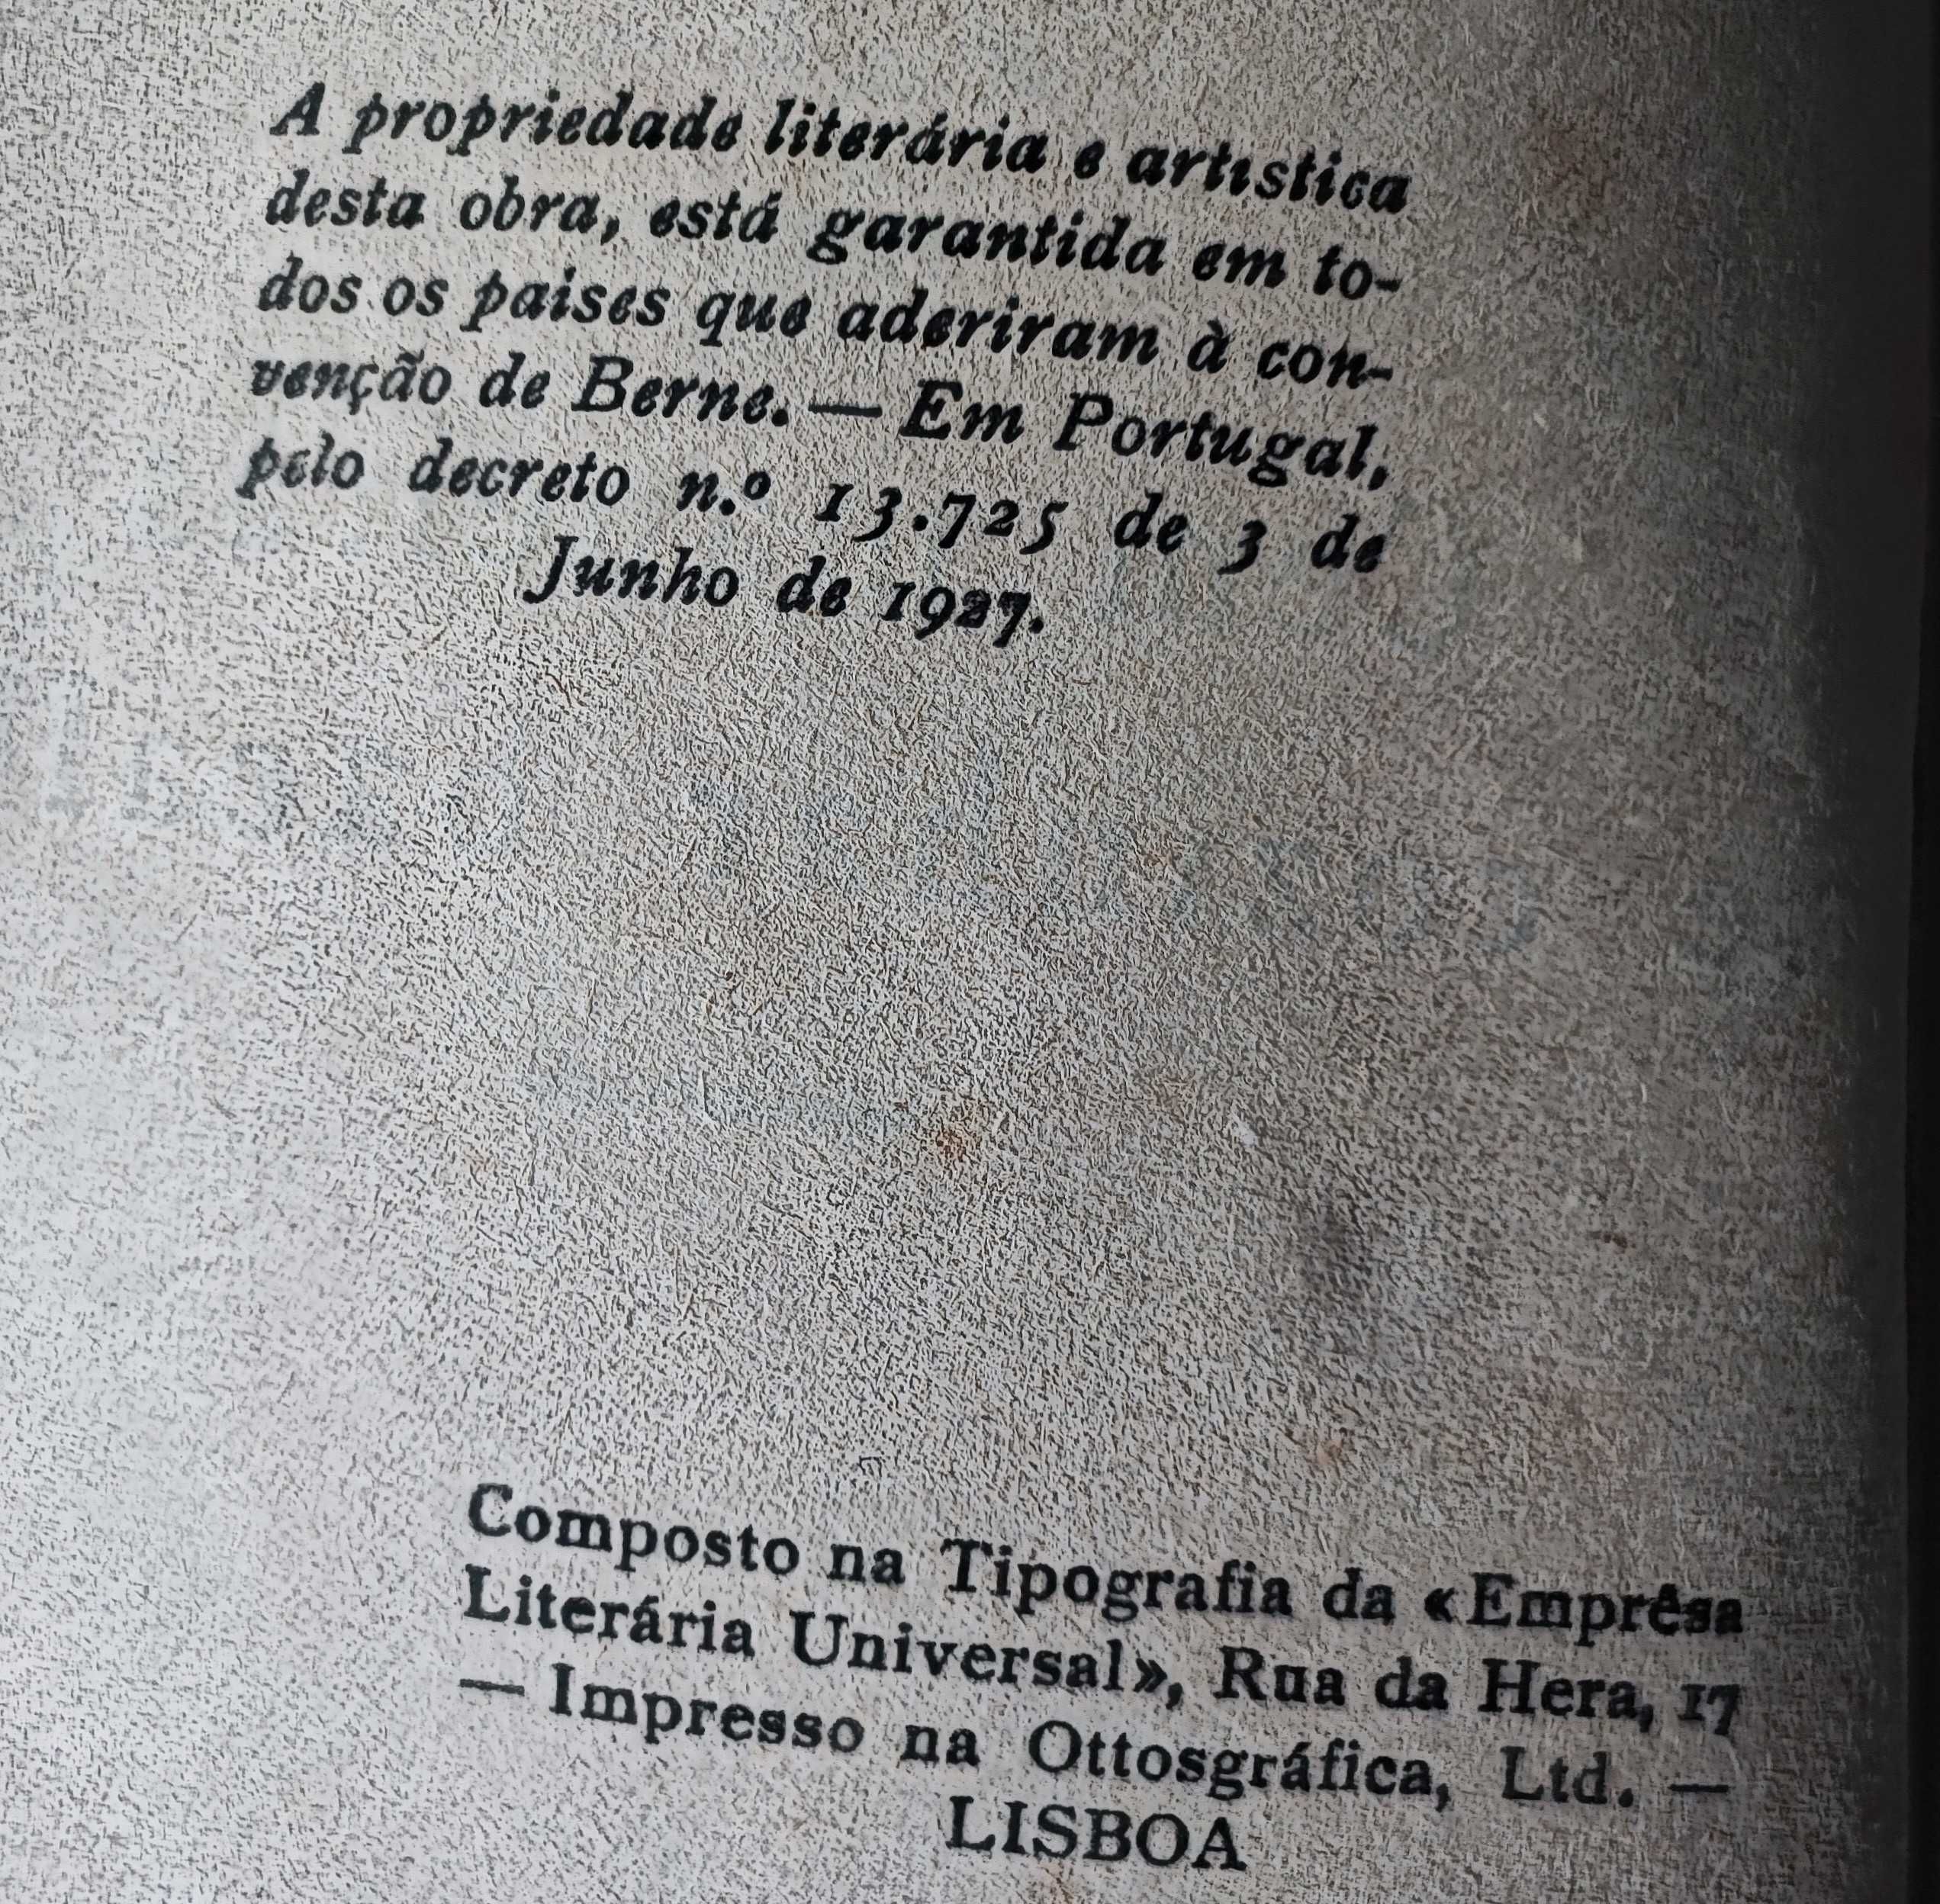 A propriedade literária e artistica
desta obra, está garantida em to-
dos os paises que aderiram à con-
venção de Berne. — Em Portugal,
pelo decreto n.º 13.725 de 3 de
Junho de 1927.
Composto na Tipografia da «Emprêsa
Literária Universal», Rua da Hera, 17
— Impresso na Ottosgráfica, Ltd. —
LISBOA